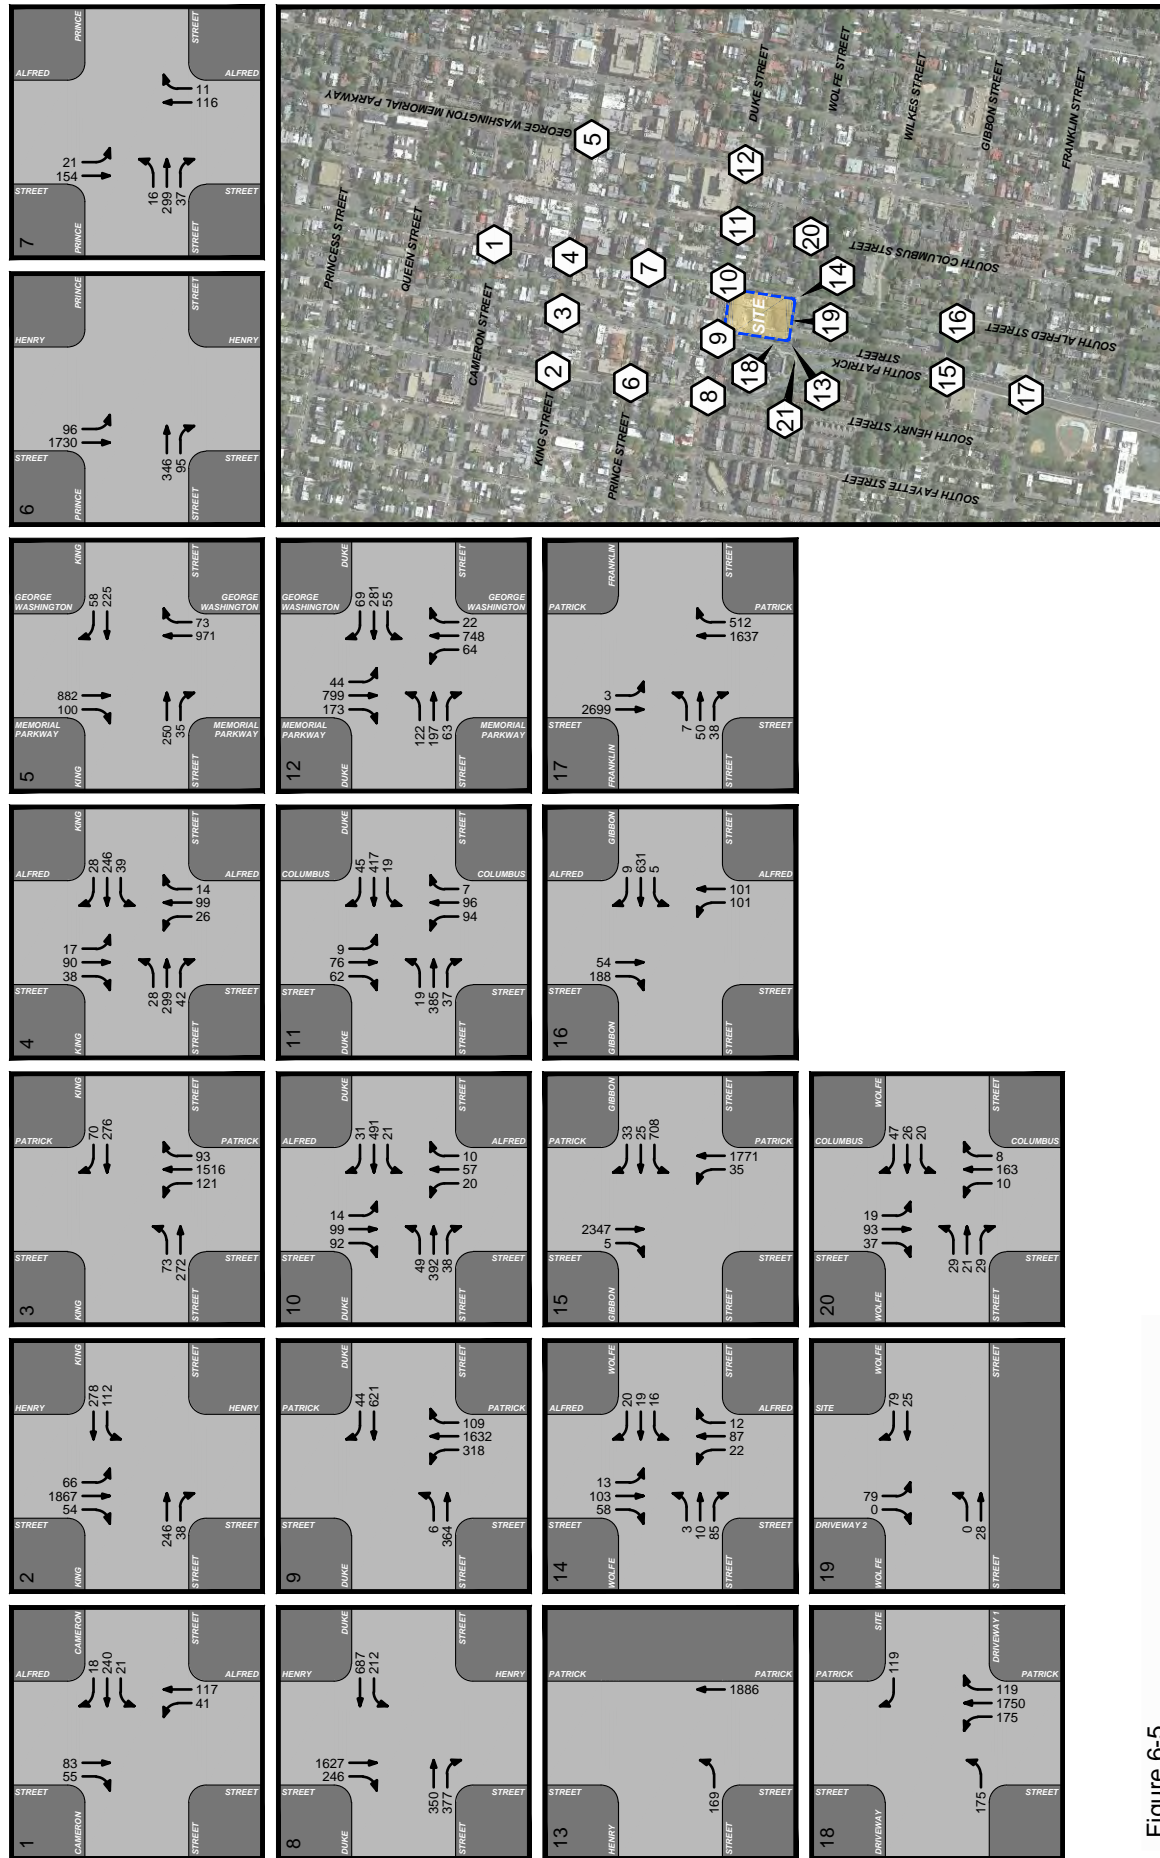 1
ALFRED
STREET
CAMERON
STREET
CAMERON
STREET
ALFRED
STREET
83
55
18
240
21
117
41
2
HENRY
STREET
KING
STREET
KING
STREET
HENRY
STREET
66
1867
54
278
112
246
38
3
PATRICK
STREET
KING
STREET
KING
STREET
PATRICK
STREET
70
276
73
272
93
1516
121
4
ALFRED
STREET
KING
STREET
KING
STREET
ALFRED
STREET
17
90
38
28
246
39
28
299
42
14
99
26
5
GEORGE
WASHINGTON
MEMORIAL
PARKWAY
KING
STREET
KING
STREET
GEORGE
WASHINGTON
MEMORIAL
PARKWAY
882
100
58
225
250
35
73
971
6
HENRY
STREET
PRINCE
STREET
PRINCE
STREET
HENRY
STREET
96
1730
346
95
7
ALFRED
STREET
PRINCE
STREET
PRINCE
STREET
ALFRED
STREET
21
154
16
299
37
11
116
8
HENRY
STREET
DUKE
STREET
DUKE
STREET
HENRY
STREET
1627
246
687
212
350
377
9
PATRICK
STREET
DUKE
STREET
DUKE
STREET
PATRICK
STREET
44
621
6
364
109
1632
318
10
ALFRED
STREET
DUKE
STREET
DUKE
STREET
ALFRED
STREET
14
99
92
31
491
21
49
392
38
10
57
20
11
COLUMBUS
STREET
DUKE
STREET
DUKE
STREET
COLUMBUS
STREET
9
76
62
45
417
19
19
385
37
7
96
94
12
GEORGE
WASHINGTON
MEMORIAL
PARKWAY
DUKE
STREET
DUKE
STREET
GEORGE
WASHINGTON
MEMORIAL
PARKWAY
44
799
173
69
281
55
122
197
63
22
748
64
13
PATRICK
HENRY
STREET
PATRICK
STREET
169
1886
14
ALFRED
STREET
WOLFE
STREET
WOLFE
STREET
ALFRED
STREET
13
103
58
20
19
16
3
10
85
12
87
22
15
PATRICK
STREET
GIBBON
STREET
GIBBON
STREET
PATRICK
STREET
2347
5
33
25
708
1771
35
16
ALFRED
STREET
GIBBON
STREET
GIBBON
STREET
ALFRED
STREET
54
188
9
631
5
101
101
17
PATRICK
STREET
FRANKLIN
STREET
FRANKLIN
STREET
PATRICK
STREET
3
2699
7
50
38
512
1637
18
PATRICK
STREET
DRIVEWAY
SITE
DRIVEWAY 1
PATRICK
STREET
119
175
119
1750
175
19
SITE
DRIVEWAY 2
WOLFE
STREET
WOLFE
STREET
79
0
79
25
0
28
20
COLUMBUS
STREET
WOLFE
STREET
WOLFE
STREET
COLUMBUS
STREET
19
93
37
47
26
20
29
21
29
8
163
10
PRINCESS STREET
QUEEN STREET
CAMERON STREET
KING STREET
PRINCE STREET
GEORGE WASHINGTON MEMORIAL PARKWAY
DUKE STREET
WOLFE STREET
WILKES STREET
GIBBON STREET
FRANKLIN STREET
SOUTH COLUMBUS STREET
SOUTH ALFRED STREET
SOUTH PATRICK
STREET
SOUTH HENRY STREET
SOUTH FAYETTE STREET
SITE
1
2
3
4
5
6
7
8
9
10
11
12
13
14
15
16
17
18
19
20
21
Figure 6-5